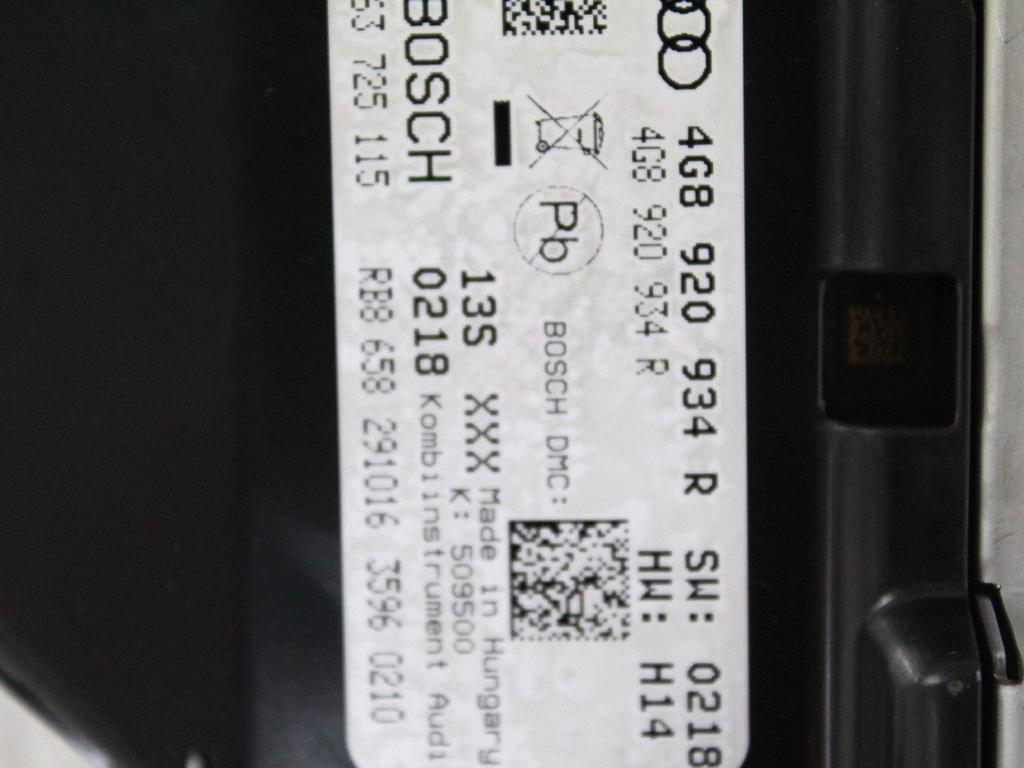 4G8 920 934 R SW: 0218
4G8 920 934 R HW: H14
Pb
BOSCH DMC:
13S XXX Made in Hungary
K: 509500
0218 Kombiinstrument Audi
BOSCH
RB8 658 291016 3596 0210
725 115